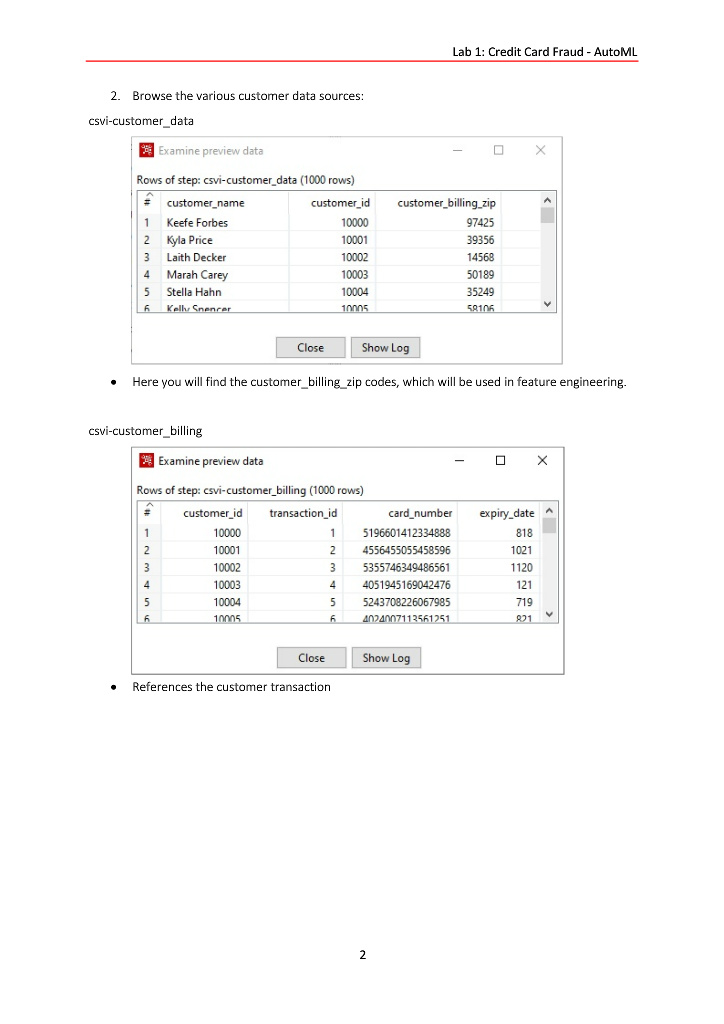 Lab 1: Credit Card Fraud - AutoML
2. Browse the various customer data sources:
csvi-customer_data
Examine preview data
Rows of step: csvi-customer_data (1000 rows)
# customer_name customer_id customer_billing_zip
1 Keefe Forbes 10000 97425
2 Kyla Price 10001 39356
3 Laith Decker 10002 14568
4 Marah Carey 10003 50189
5 Stella Hahn 10004 35249
6 Kelly Spencer 10005 58106
Close Show Log
• Here you will find the customer_billing_zip codes, which will be used in feature engineering.
csvi-customer_billing
Examine preview data
Rows of step: csvi-customer_billing (1000 rows)
# customer_id transaction_id card_number expiry_date
1 10000 1 5196601412334888 818
2 10001 2 4556455055458596 1021
3 10002 3 5355746349486561 1120
4 10003 4 4051945169042476 121
5 10004 5 5243708226067985 719
6 10005 6 4024007113561251 821
Close Show Log
• References the customer transaction
2